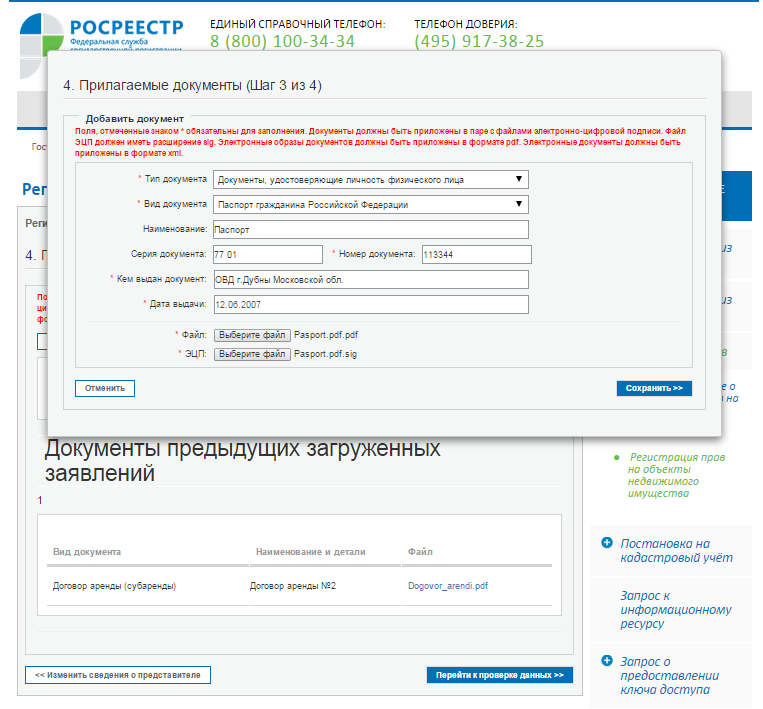 РОСРЕЕСТР
Федеральная служба
государственной регистрации
ЕДИНЫЙ СПРАВОЧНЫЙ ТЕЛЕФОН:
8 (800) 100-34-34
ТЕЛЕФОН ДОВЕРИЯ:
(495) 917-38-25
4. Прилагаемые документы (Шаг 3 из 4)
Добавить документ
Поля, отмеченные знаком * обязательны для заполнения. Документы должны быть приложены в паре с файлами электронно-цифровой подписи. Файл
ЭЦП должен иметь расширение sig. Электронные образы документов должны быть приложены в формате pdf. Электронные документы должны быть
приложены в формате xml.
* Тип документа Документы, удостоверяющие личность физического лица
* Вид документа Паспорт гражданина Российской Федерации
Наименование: Паспорт
Серия документа: 77 01 * Номер документа: 113344
* Кем выдан документ: ОВД г.Дубны Московской обл.
* Дата выдачи: 12.06.2007
* Файл: Выберите файл Pasport.pdf.pdf
* ЭЦП: Выберите файл Pasport.pdf.sig
Отменить
Сохранить >>
Гос
Рег
Реги
4. П
По
ци
фо
Е
из
из
в
е о
в на
Документы предыдущих загруженных
заявлений
1
Вид документа Наименование и детали Файл
Договор аренды (субаренды) Договор аренды №2 Dogovor_arendi.pdf
<< Изменить сведения о представителе
Перейти к проверке данных >>
Регистрация прав
на объекты
недвижимого
имущества
Постановка на
кадастровый учёт
Запрос к
информационному
ресурсу
Запрос о
предоставлении
ключа доступа